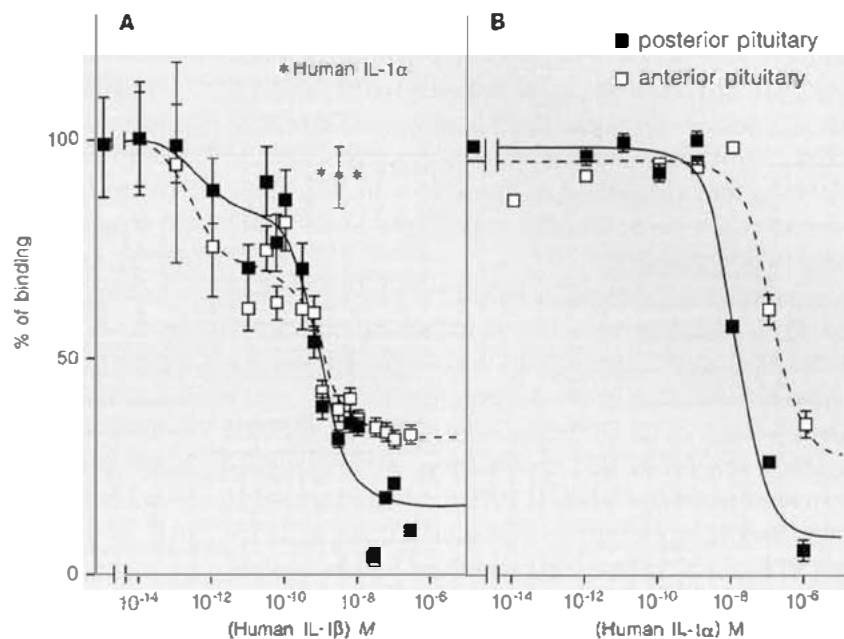 A
B
■ posterior pituitary
□ anterior pituitary
*Human IL-1α
100
50
0
% of binding
10-14
10-12
10-10
10-8
10-6
10-14
10-12
10-10
10-8
10-6
(Human IL-1β) M
(Human IL-1α) M